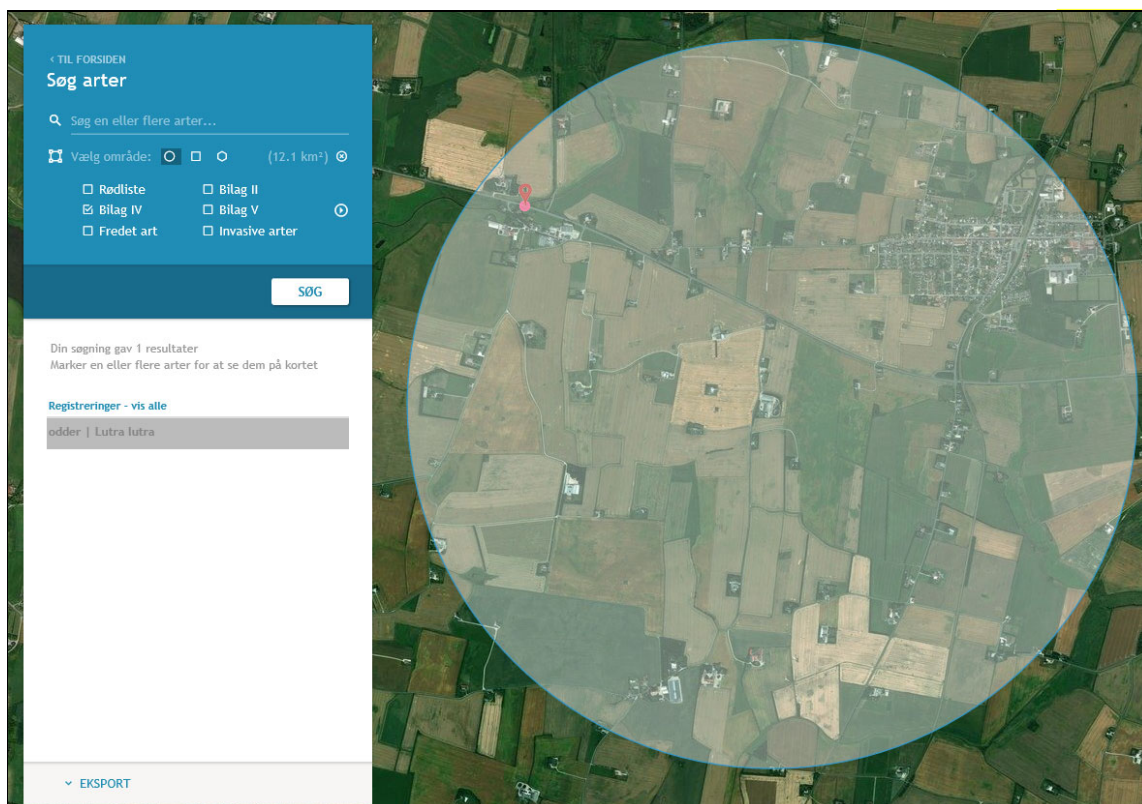 ‹ TIL FORSIDEN
Søg arter
Søg en eller flere arter...
Vælg område: (12.1 km²)
Rødliste Bilag II
Bilag IV Bilag V
Fredet art Invasive arter
SØG
Din søgning gav 1 resultater
Marker en eller flere arter for at se dem på kortet
Registreringer - vis alle
odder | Lutra lutra
EKSPORT